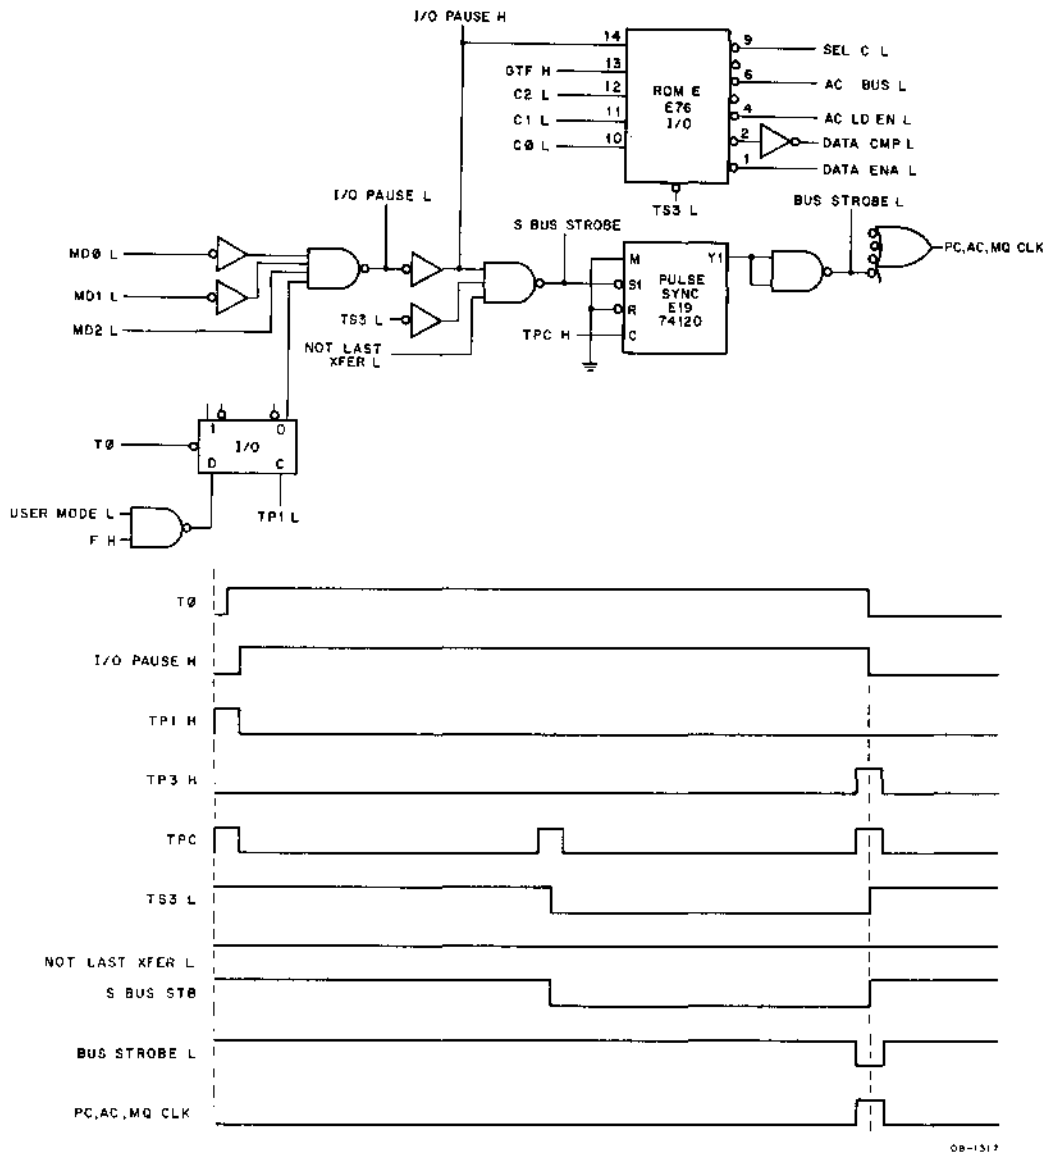 I/O PAUSE H
14
13
12
11
10
GTF H
C2 L
C1 L
C0 L
ROM E
E76
I/O
9
6
4
2
1
SEL C L
AC BUS L
AC LD EN L
DATA CMP L
DATA ENA L
TS3 L
I/O PAUSE L
S BUS STROBE
BUS STROBE L
MD0 L
MD1 L
MD2 L
TS3 L
NOT LAST
XFER L
M
S1
R
C
Y1
PULSE
SYNC
E19
74120
TPC H
PC,AC,MQ CLK
T0
1
0
I/O
D
C
USER MODE L
F H
TP1 L
T0
I/O PAUSE H
TP1 H
TP3 H
TPC
TS3 L
NOT LAST XFER L
S BUS STB
BUS STROBE L
PC,AC,MQ CLK
08-1317